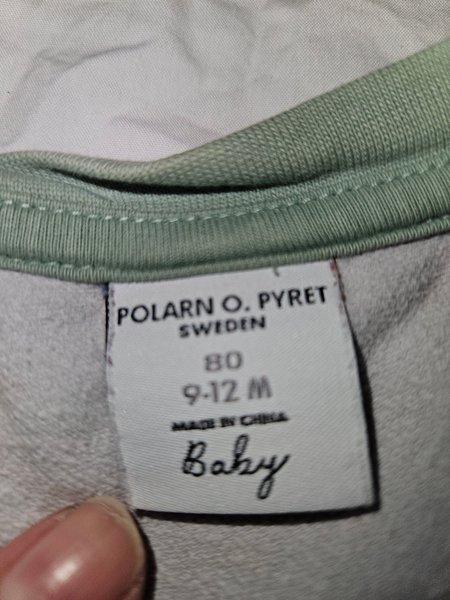 POLARN O. PYRET
SWEDEN
80
9-12 M
MADE IN CHINA
Baby